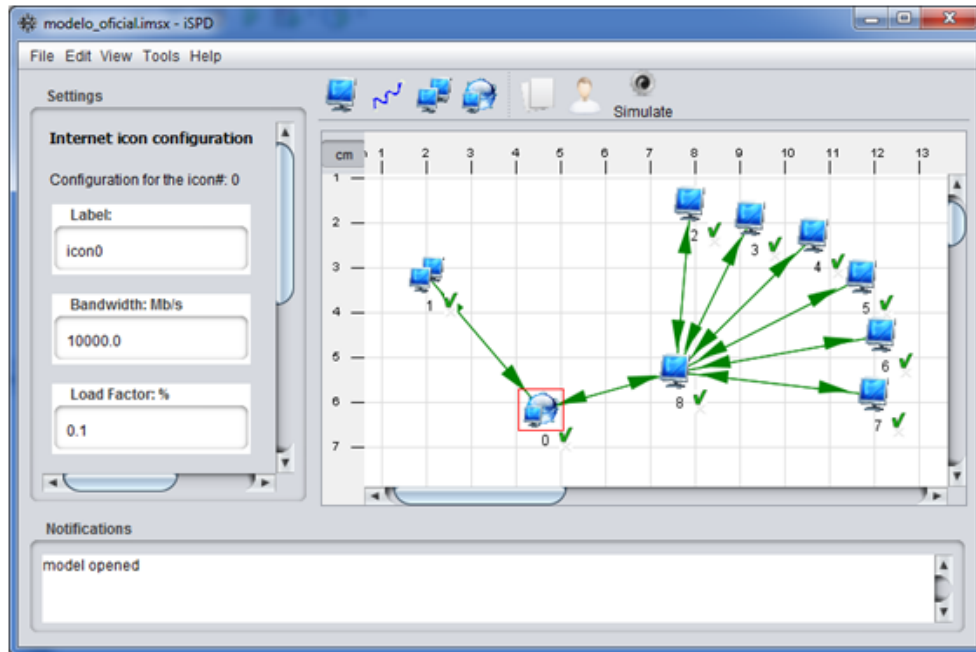 modelo_oficial.imsx - iSPD
File Edit View Tools Help
Settings
Simulate
Internet icon configuration
Configuration for the icon#: 0
Label:
icon0
Bandwidth: Mb/s
10000.0
Load Factor: %
0.1
cm 1 2 3 4 5 6 7 8 9 10 11 12 13
1
2
3
4
5
6
7
1
2
3
4
5
6
7
8
0
Notifications
model opened